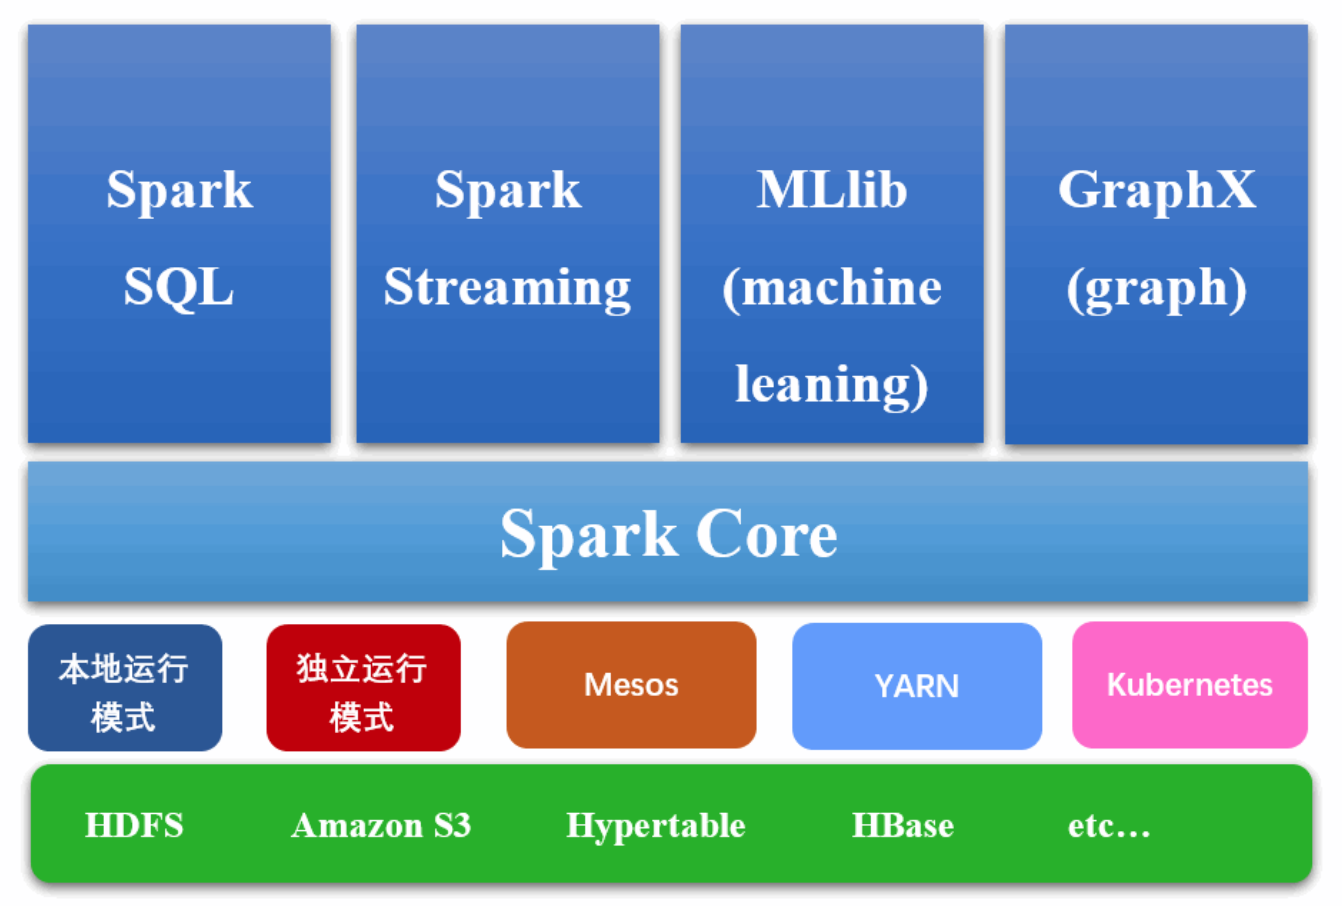 Spark
SQL
Spark
Streaming
MLlib
(machine
leaning)
GraphX
(graph)
Spark Core
本地运行
模式
独立运行
模式
Mesos
YARN
Kubernetes
HDFS Amazon S3 Hypertable HBase etc…